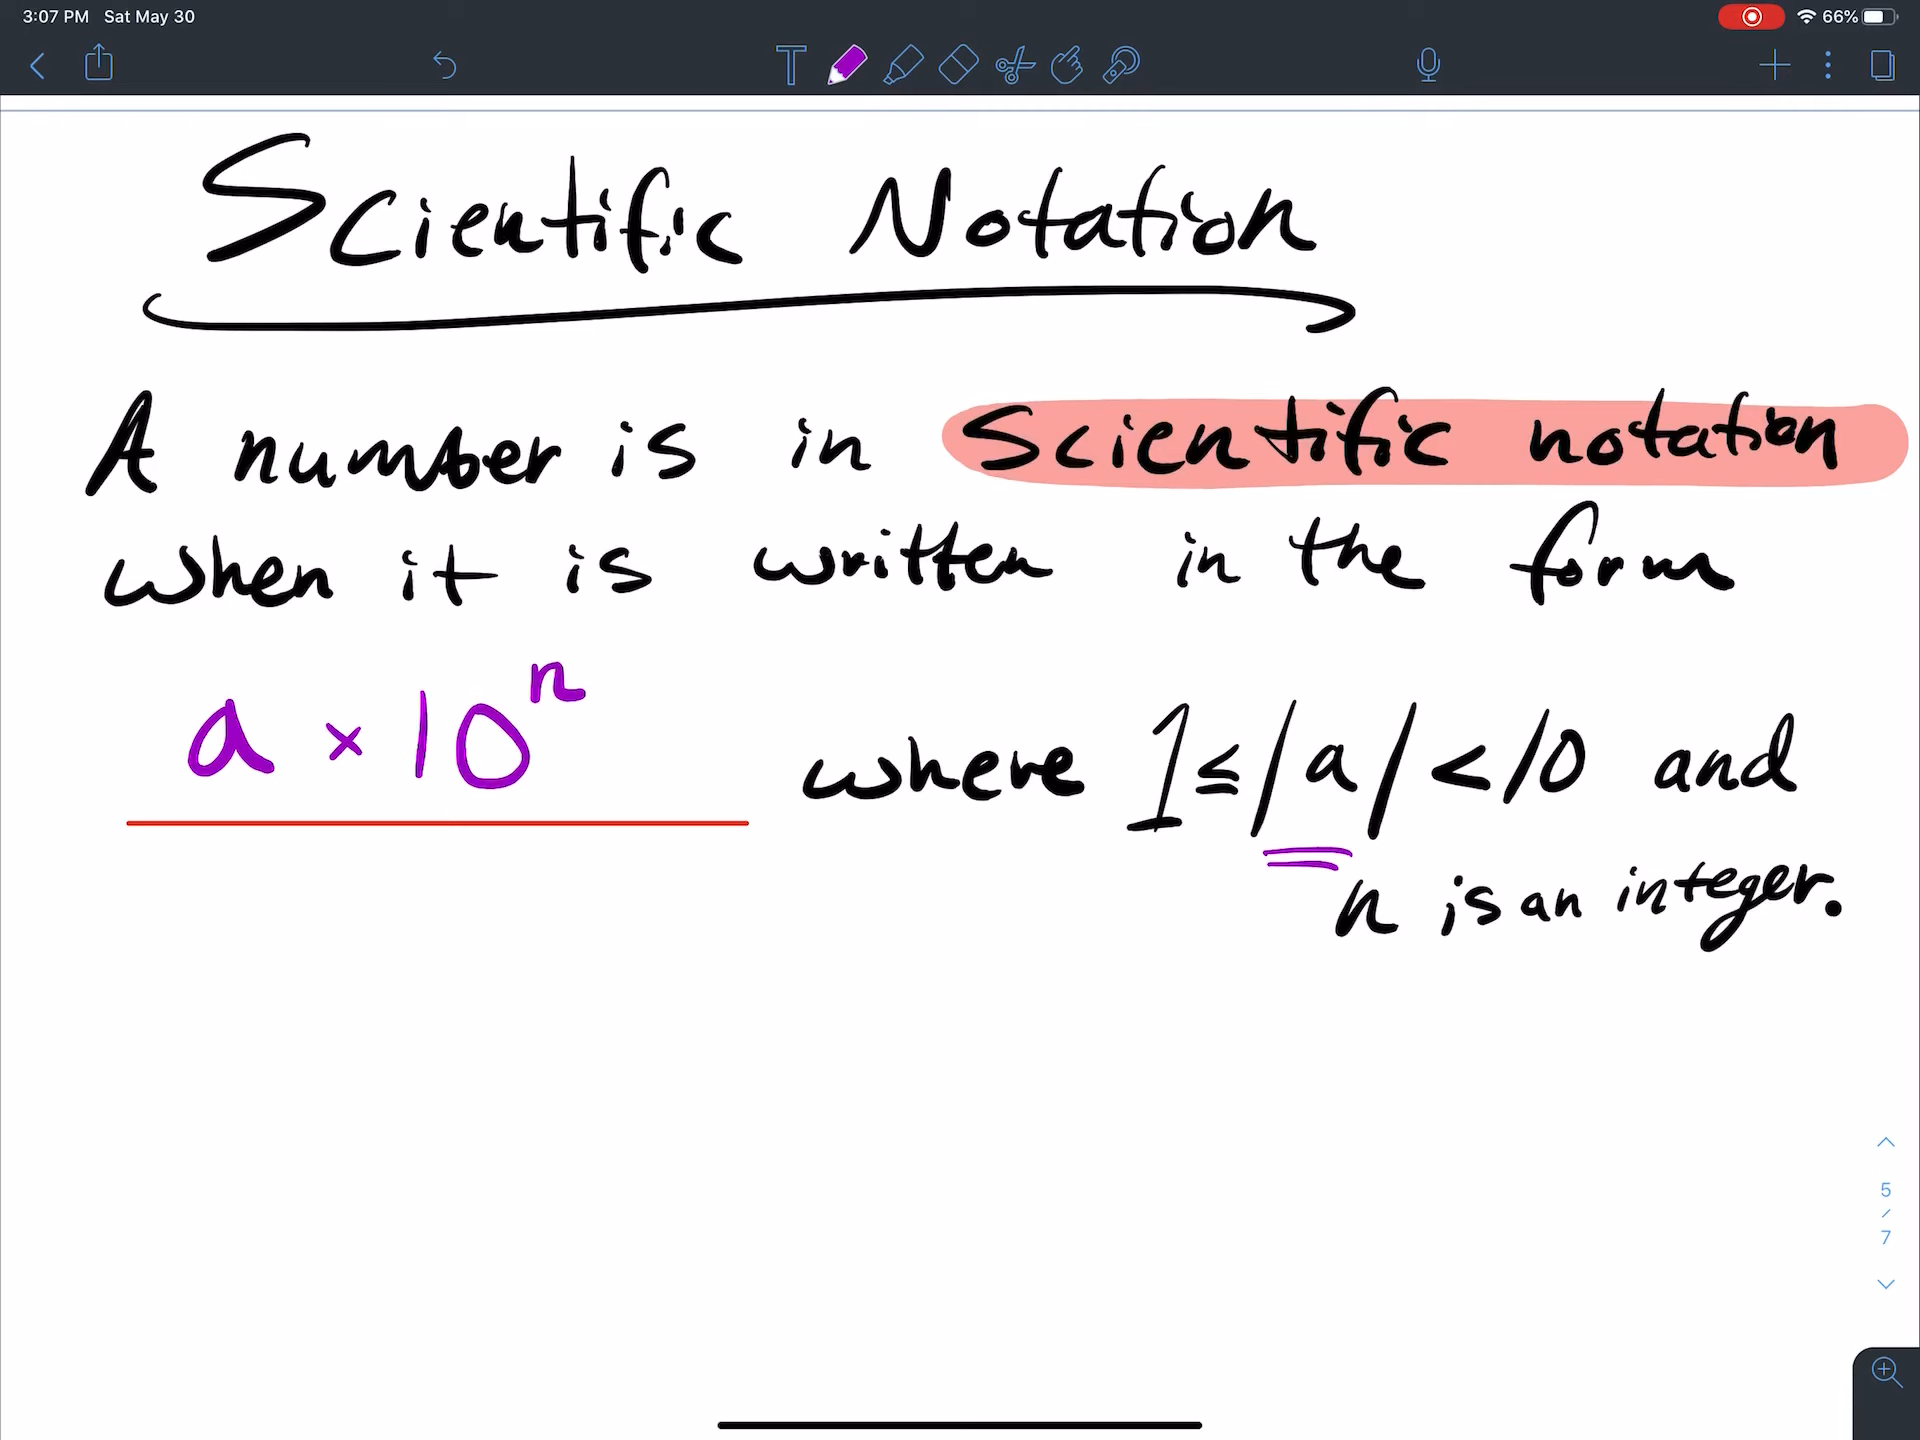 3:07 PM Sat May 30
66%
Scientific Notation
A number is in scientific notation
when it is written in the form
a × 10ⁿ where 1 ≤ |a| < 10 and
n is an integer.
5
/
7